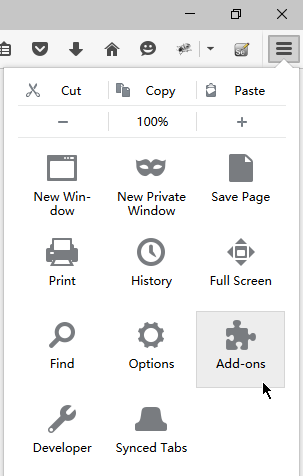 Cut Copy Paste
− 100% +
New Win-
dow
New Private
Window
Save Page
Print History Full Screen
Find Options Add-ons
Developer Synced Tabs